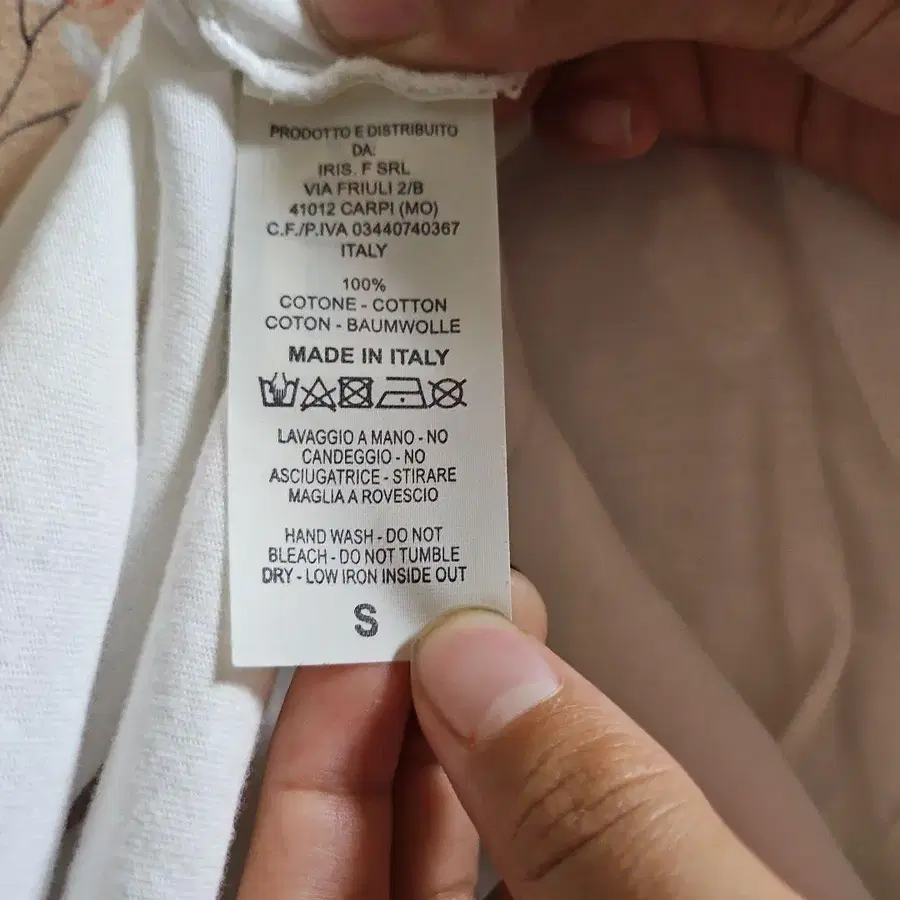 PRODOTTO E DISTRIBUITO
DA:
IRIS. F SRL
VIA FRIULI 2/B
41012 CARPI (MO)
C.F./P.IVA 03440740367
ITALY
100%
COTONE - COTTON
COTON - BAUMWOLLE
MADE IN ITALY
LAVAGGIO A MANO - NO
CANDEGGIO - NO
ASCIUGATRICE - STIRARE
MAGLIA A ROVESCIO
HAND WASH - DO NOT
BLEACH - DO NOT TUMBLE
DRY - LOW IRON INSIDE OUT
S